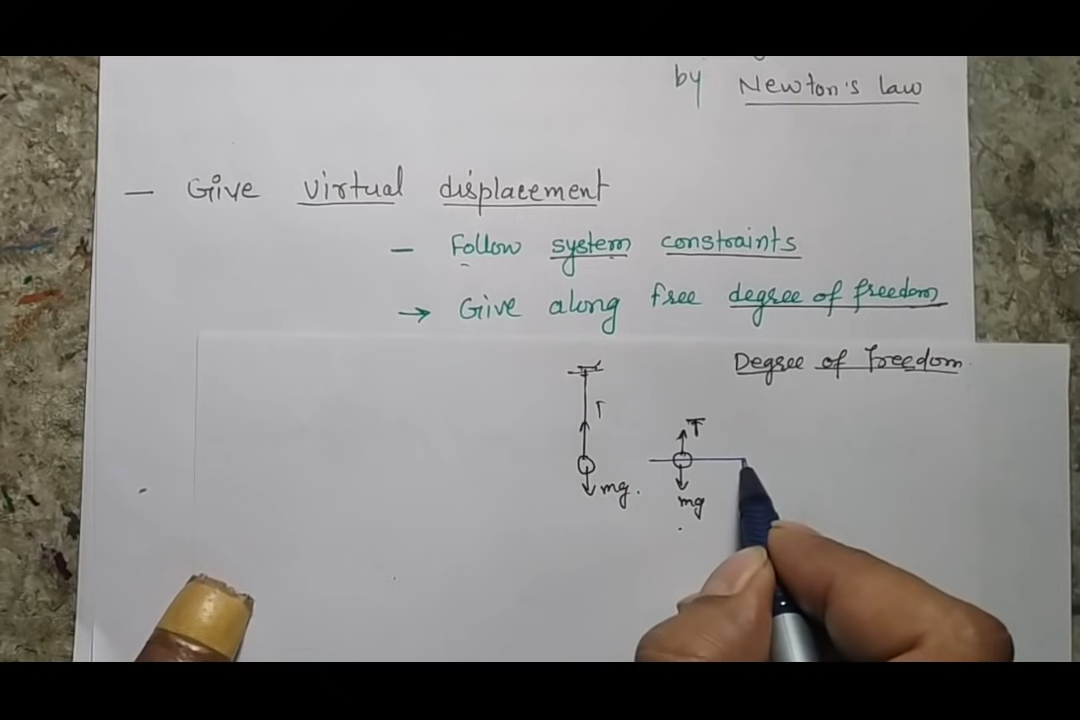 by Newton's law
- Give virtual displacement
- Follow system constraints
→ Give along free degree of freedom
Degree of freedom
T
T
mg.
mg